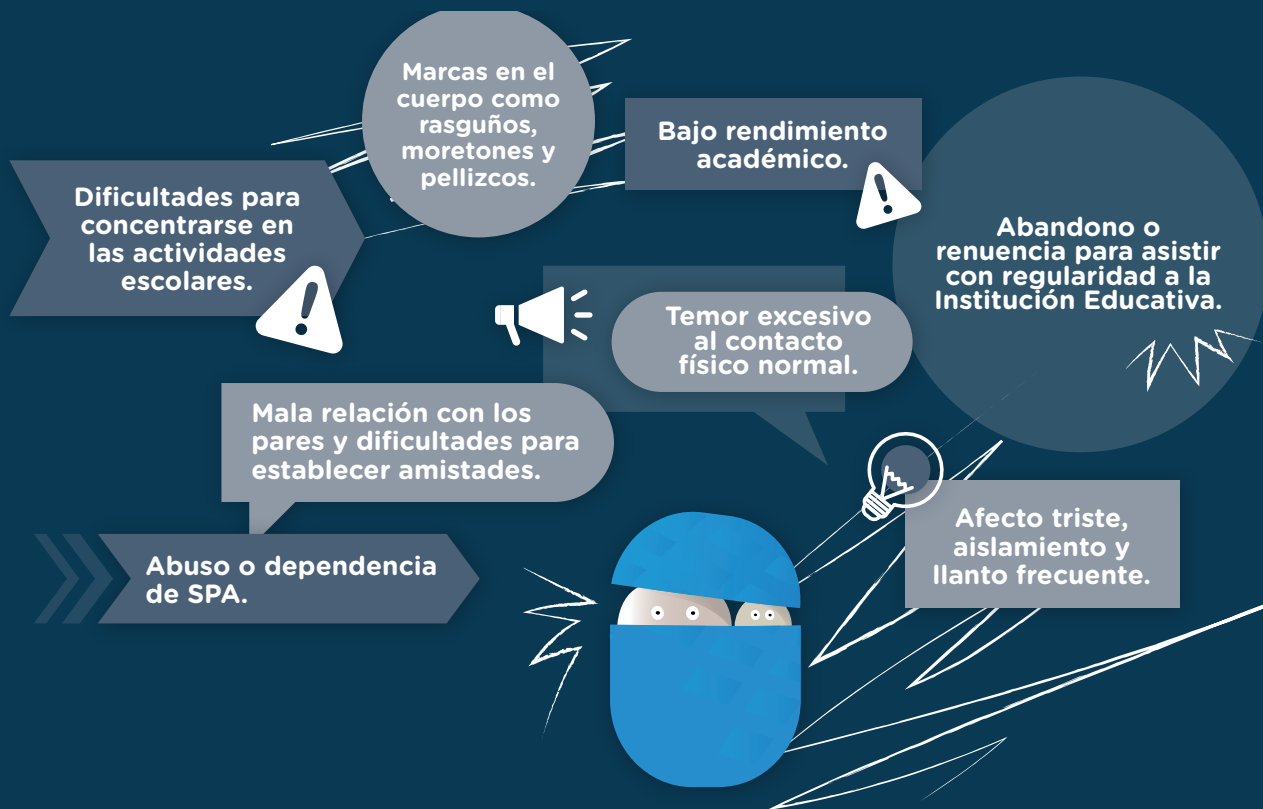 Marcas en el
cuerpo como
rasguños,
moretones y
pellizcos.
Bajo rendimiento
académico.
Dificultades para
concentrarse en
las actividades
escolares.
Abandono o
renuencia para asistir
con regularidad a la
Institución Educativa.
Temor excesivo
al contacto
físico normal.
Mala relación con los
pares y dificultades para
establecer amistades.
Afecto triste,
aislamiento y
llanto frecuente.
Abuso o dependencia
de SPA.